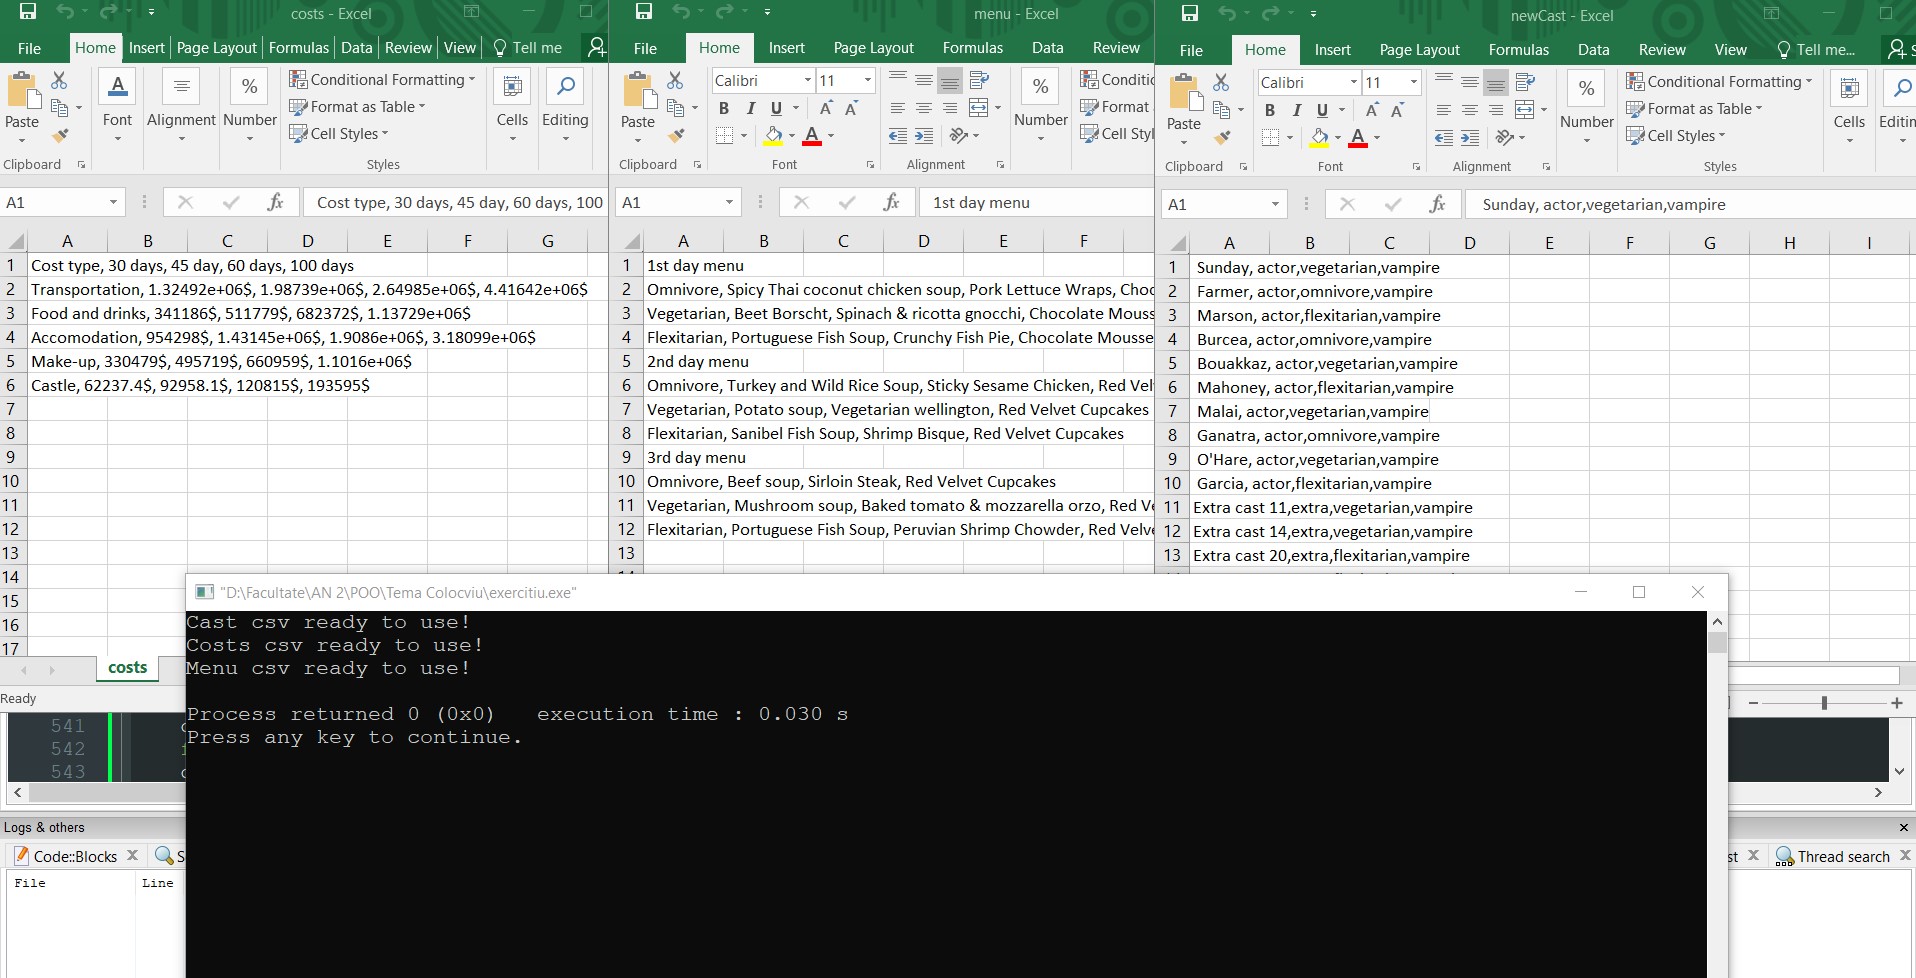 costs - Excel
File Home Insert Page Layout Formulas Data Review View Tell me
Paste Font Alignment Number Conditional Formatting Format as Table Cell Styles Cells Editing
Clipboard Styles
A1 fx Cost type, 30 days, 45 day, 60 days, 100
A B C D E F G
1 Cost type, 30 days, 45 day, 60 days, 100 days
2 Transportation, 1.32492e+06$, 1.98739e+06$, 2.64985e+06$, 4.41642e+06$
3 Food and drinks, 341186$, 511779$, 682372$, 1.13729e+06$
4 Accomodation, 954298$, 1.43145e+06$, 1.9086e+06$, 3.18099e+06$
5 Make-up, 330479$, 495719$, 660959$, 1.1016e+06$
6 Castle, 62237.4$, 92958.1$, 120815$, 193595$
7
8
9
10
11
12
13
14
15
16
17
costs
Ready
menu - Excel
File Home Insert Page Layout Formulas Data Review
Paste Calibri 11 B I U A A A Number Conditic Format Cell Styl
Clipboard Font Alignment
A1 fx 1st day menu
A B C D E F
1 1st day menu
2 Omnivore, Spicy Thai coconut chicken soup, Pork Lettuce Wraps, Choc
3 Vegetarian, Beet Borscht, Spinach & ricotta gnocchi, Chocolate Mouss
4 Flexitarian, Portuguese Fish Soup, Crunchy Fish Pie, Chocolate Mousse
5 2nd day menu
6 Omnivore, Turkey and Wild Rice Soup, Sticky Sesame Chicken, Red Vel
7 Vegetarian, Potato soup, Vegetarian wellington, Red Velvet Cupcakes
8 Flexitarian, Sanibel Fish Soup, Shrimp Bisque, Red Velvet Cupcakes
9 3rd day menu
10 Omnivore, Beef soup, Sirloin Steak, Red Velvet Cupcakes
11 Vegetarian, Mushroom soup, Baked tomato & mozzarella orzo, Red Ve
12 Flexitarian, Portuguese Fish Soup, Peruvian Shrimp Chowder, Red Velve
13
newCast - Excel
File Home Insert Page Layout Formulas Data Review View Tell me... S
Paste Calibri 11 B I U A A A Number Conditional Formatting Format as Table Cell Styles Cells Editin
Clipboard Font Alignment Styles
A1 fx Sunday, actor,vegetarian,vampire
A B C D E F G H I
1 Sunday, actor,vegetarian,vampire
2 Farmer, actor,omnivore,vampire
3 Marson, actor,flexitarian,vampire
4 Burcea, actor,omnivore,vampire
5 Bouakkaz, actor,vegetarian,vampire
6 Mahoney, actor,flexitarian,vampire
7 Malai, actor,vegetarian,vampire
8 Ganatra, actor,omnivore,vampire
9 O'Hare, actor,vegetarian,vampire
10 Garcia, actor,flexitarian,vampire
11 Extra cast 11,extra,vegetarian,vampire
12 Extra cast 14,extra,vegetarian,vampire
13 Extra cast 20,extra,flexitarian,vampire
"D:\Facultate\AN 2\POO\Tema Colocviu\exercitiu.exe"
Cast csv ready to use!
Costs csv ready to use!
Menu csv ready to use!
Process returned 0 (0x0) execution time : 0.030 s
Press any key to continue.
541
542
543
Logs & others
Code::Blocks S st Thread search
File Line